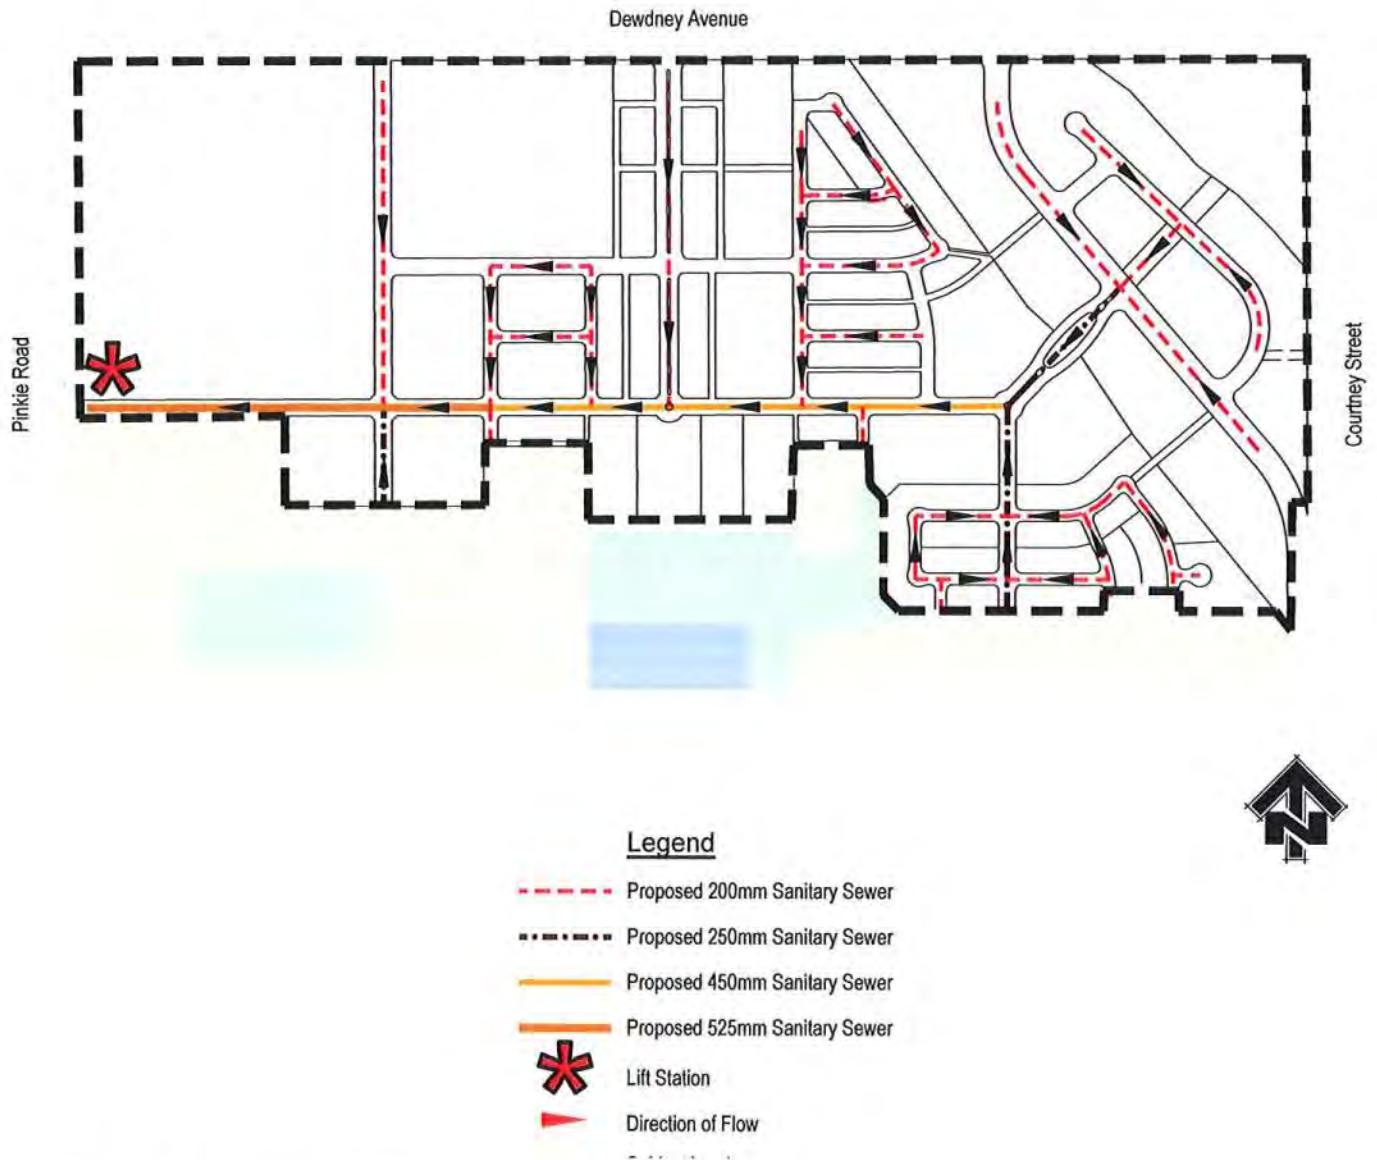 Dewdney Avenue
Pinkie Road
Courtney Street
N
Legend
Proposed 200mm Sanitary Sewer
Proposed 250mm Sanitary Sewer
Proposed 450mm Sanitary Sewer
Proposed 525mm Sanitary Sewer
Lift Station
Direction of Flow